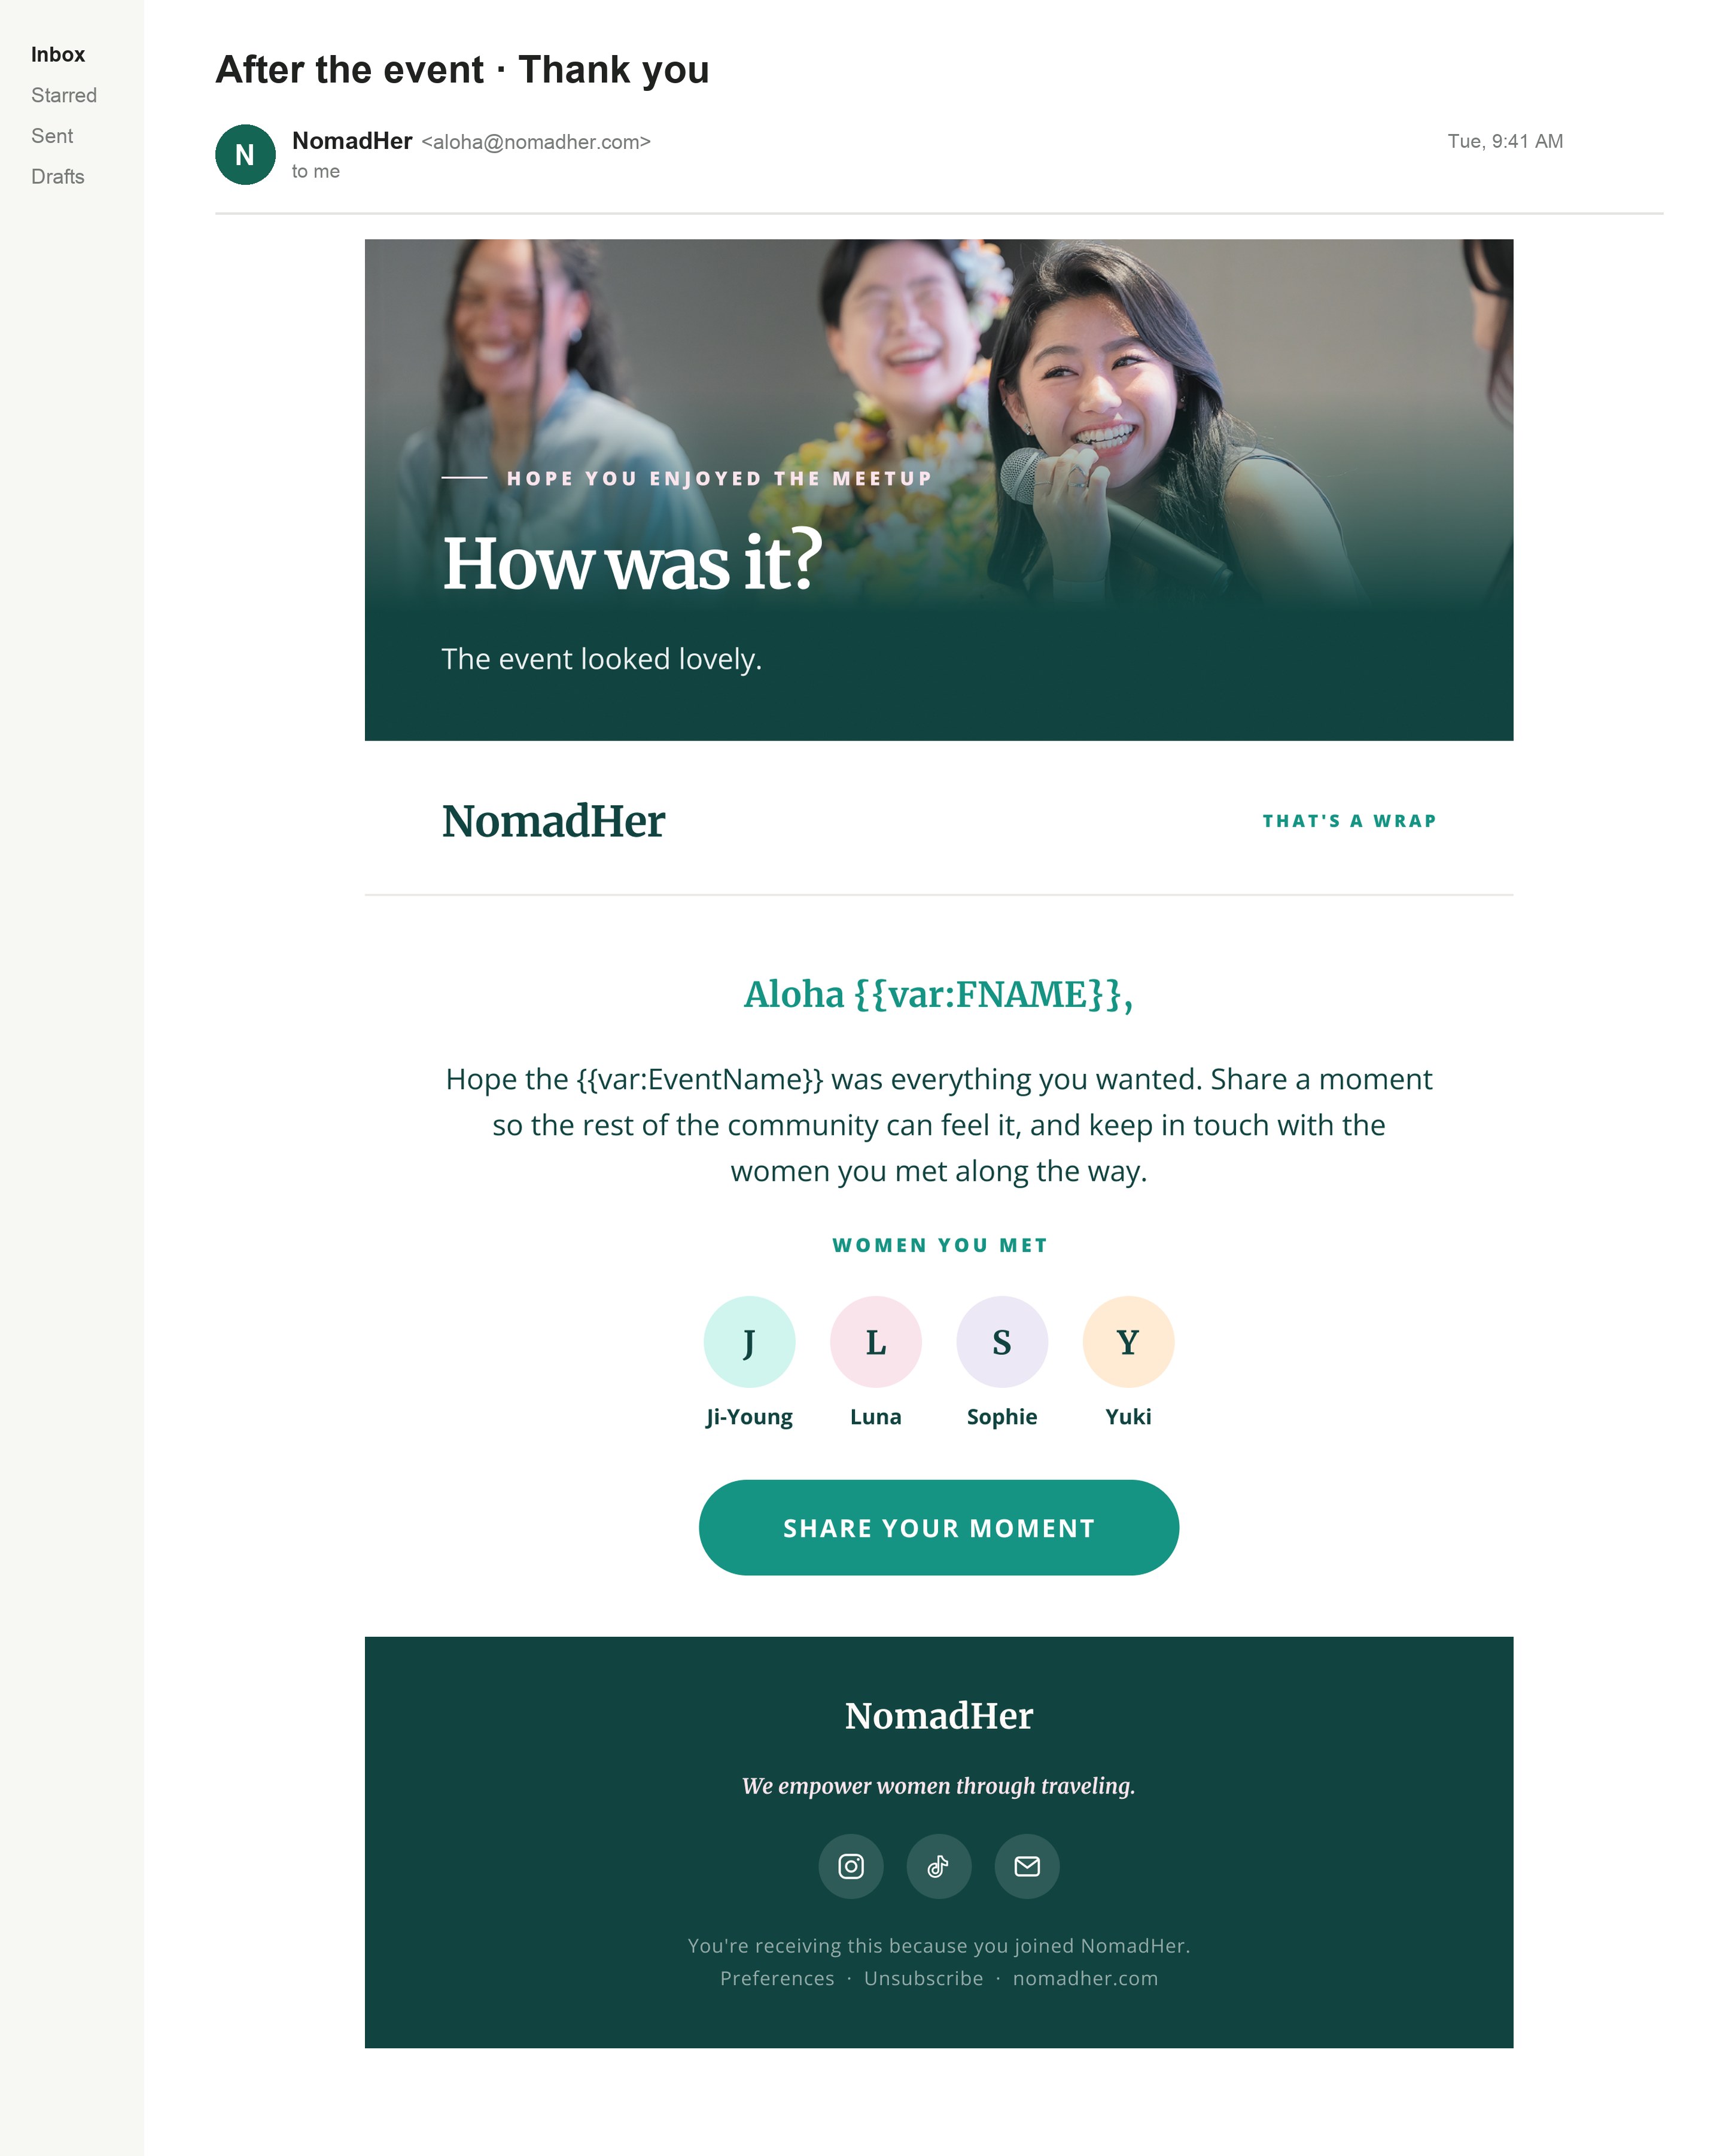 Inbox
Starred
Sent
Drafts
After the event · Thank you
N
NomadHer <aloha@nomadher.com>
Tue, 9:41 AM
to me
HOPE YOU ENJOYED THE MEETUP
How was it?
The event looked lovely.
NomadHer
THAT'S A WRAP
Aloha {{var:FNAME}},
Hope the {{var:EventName}} was everything you wanted. Share a moment
so the rest of the community can feel it, and keep in touch with the
women you met along the way.
WOMEN YOU MET
J L S Y
Ji-Young Luna Sophie Yuki
SHARE YOUR MOMENT
NomadHer
We empower women through traveling.
You're receiving this because you joined NomadHer.
Preferences · Unsubscribe · nomadher.com